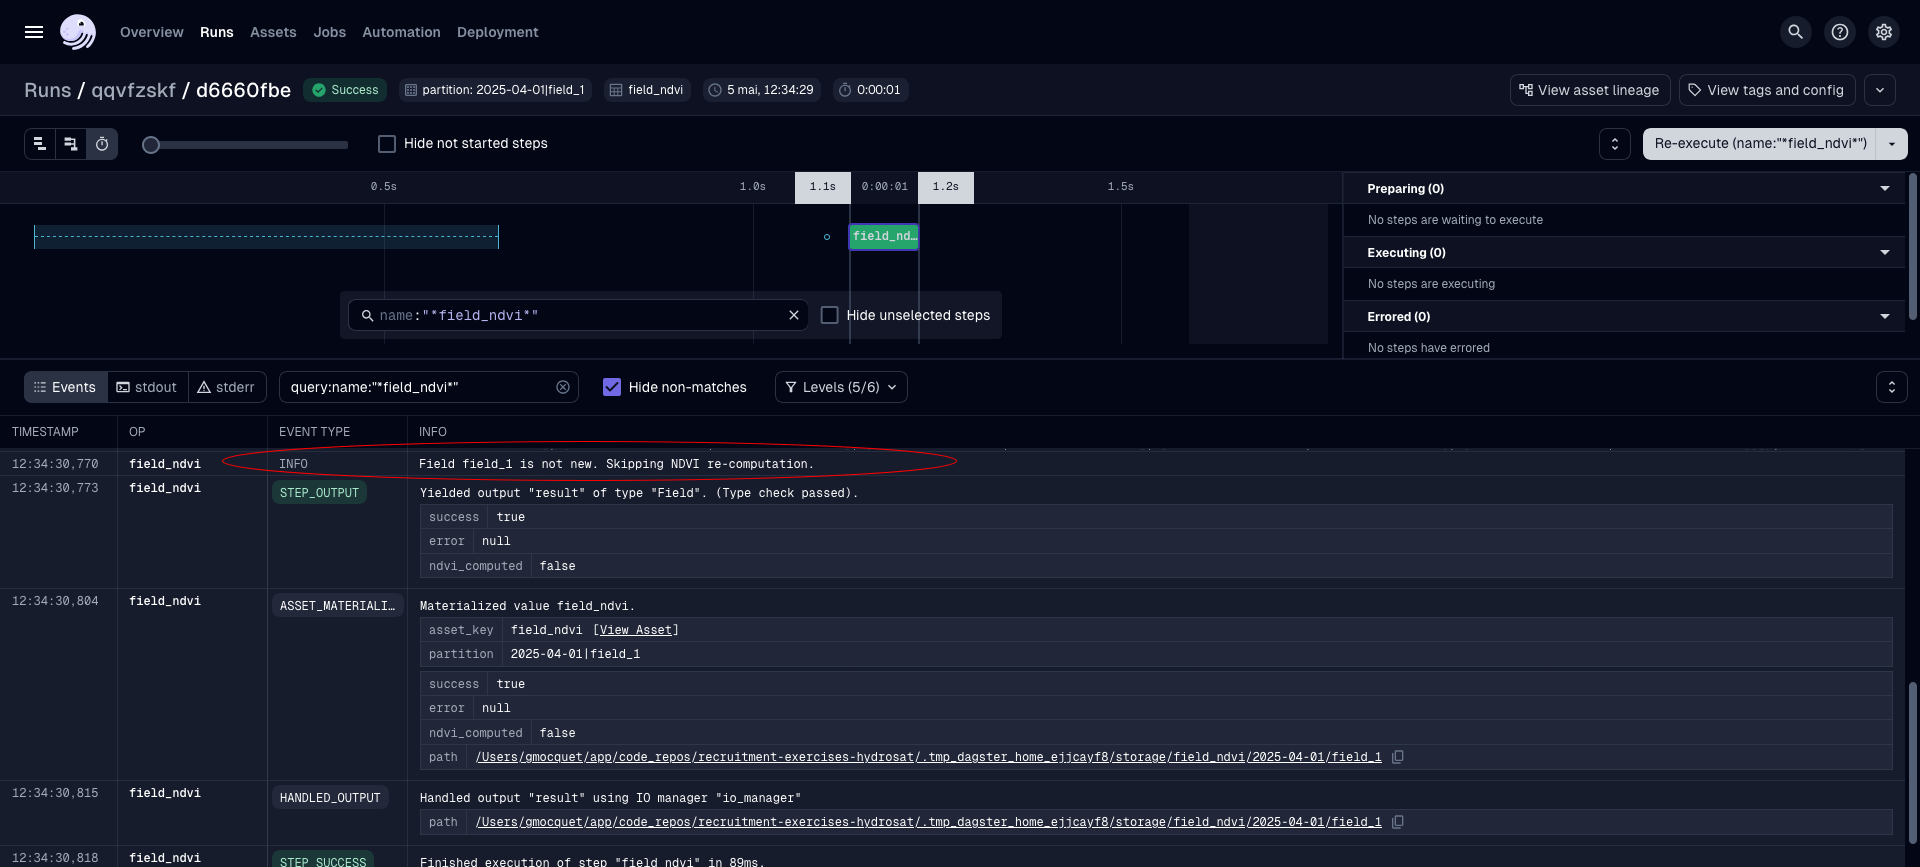 Overview Runs Assets Jobs Automation Deployment
Runs / qqvfzskf / d6660fbe Success partition: 2025-04-01|field_1 field_ndvi 5 mai, 12:34:29 0:00:01 View asset lineage View tags and config
Hide not started steps Re-execute (name:"*field_ndvi*")
0.5s 1.0s 1.1s 0:00:01 1.2s 1.5s
Preparing (0)
No steps are waiting to execute
field_nd…
Executing (0)
No steps are executing
name:"*field_ndvi*" Hide unselected steps
Errored (0)
No steps have errored
Events stdout stderr query:name:"*field_ndvi*" Hide non-matches Levels (5/6)
TIMESTAMP OP EVENT TYPE INFO
12:34:30,770 field_ndvi INFO Field field_1 is not new. Skipping NDVI re-computation.
12:34:30,773 field_ndvi STEP_OUTPUT Yielded output "result" of type "Field". (Type check passed).
success true
error null
ndvi_computed false
12:34:30,804 field_ndvi ASSET_MATERIALI… Materialized value field_ndvi.
asset_key field_ndvi [View Asset]
partition 2025-04-01|field_1
success true
error null
ndvi_computed false
path /Users/gmocquet/app/code_repos/recruitment-exercises-hydrosat/.tmp_dagster_home_ejjcayf8/storage/field_ndvi/2025-04-01/field_1
12:34:30,815 field_ndvi HANDLED_OUTPUT Handled output "result" using IO manager "io_manager"
path /Users/gmocquet/app/code_repos/recruitment-exercises-hydrosat/.tmp_dagster_home_ejjcayf8/storage/field_ndvi/2025-04-01/field_1
12:34:30,818 field_ndvi STEP_SUCCESS Finished execution of step "field_ndvi" in 89ms.